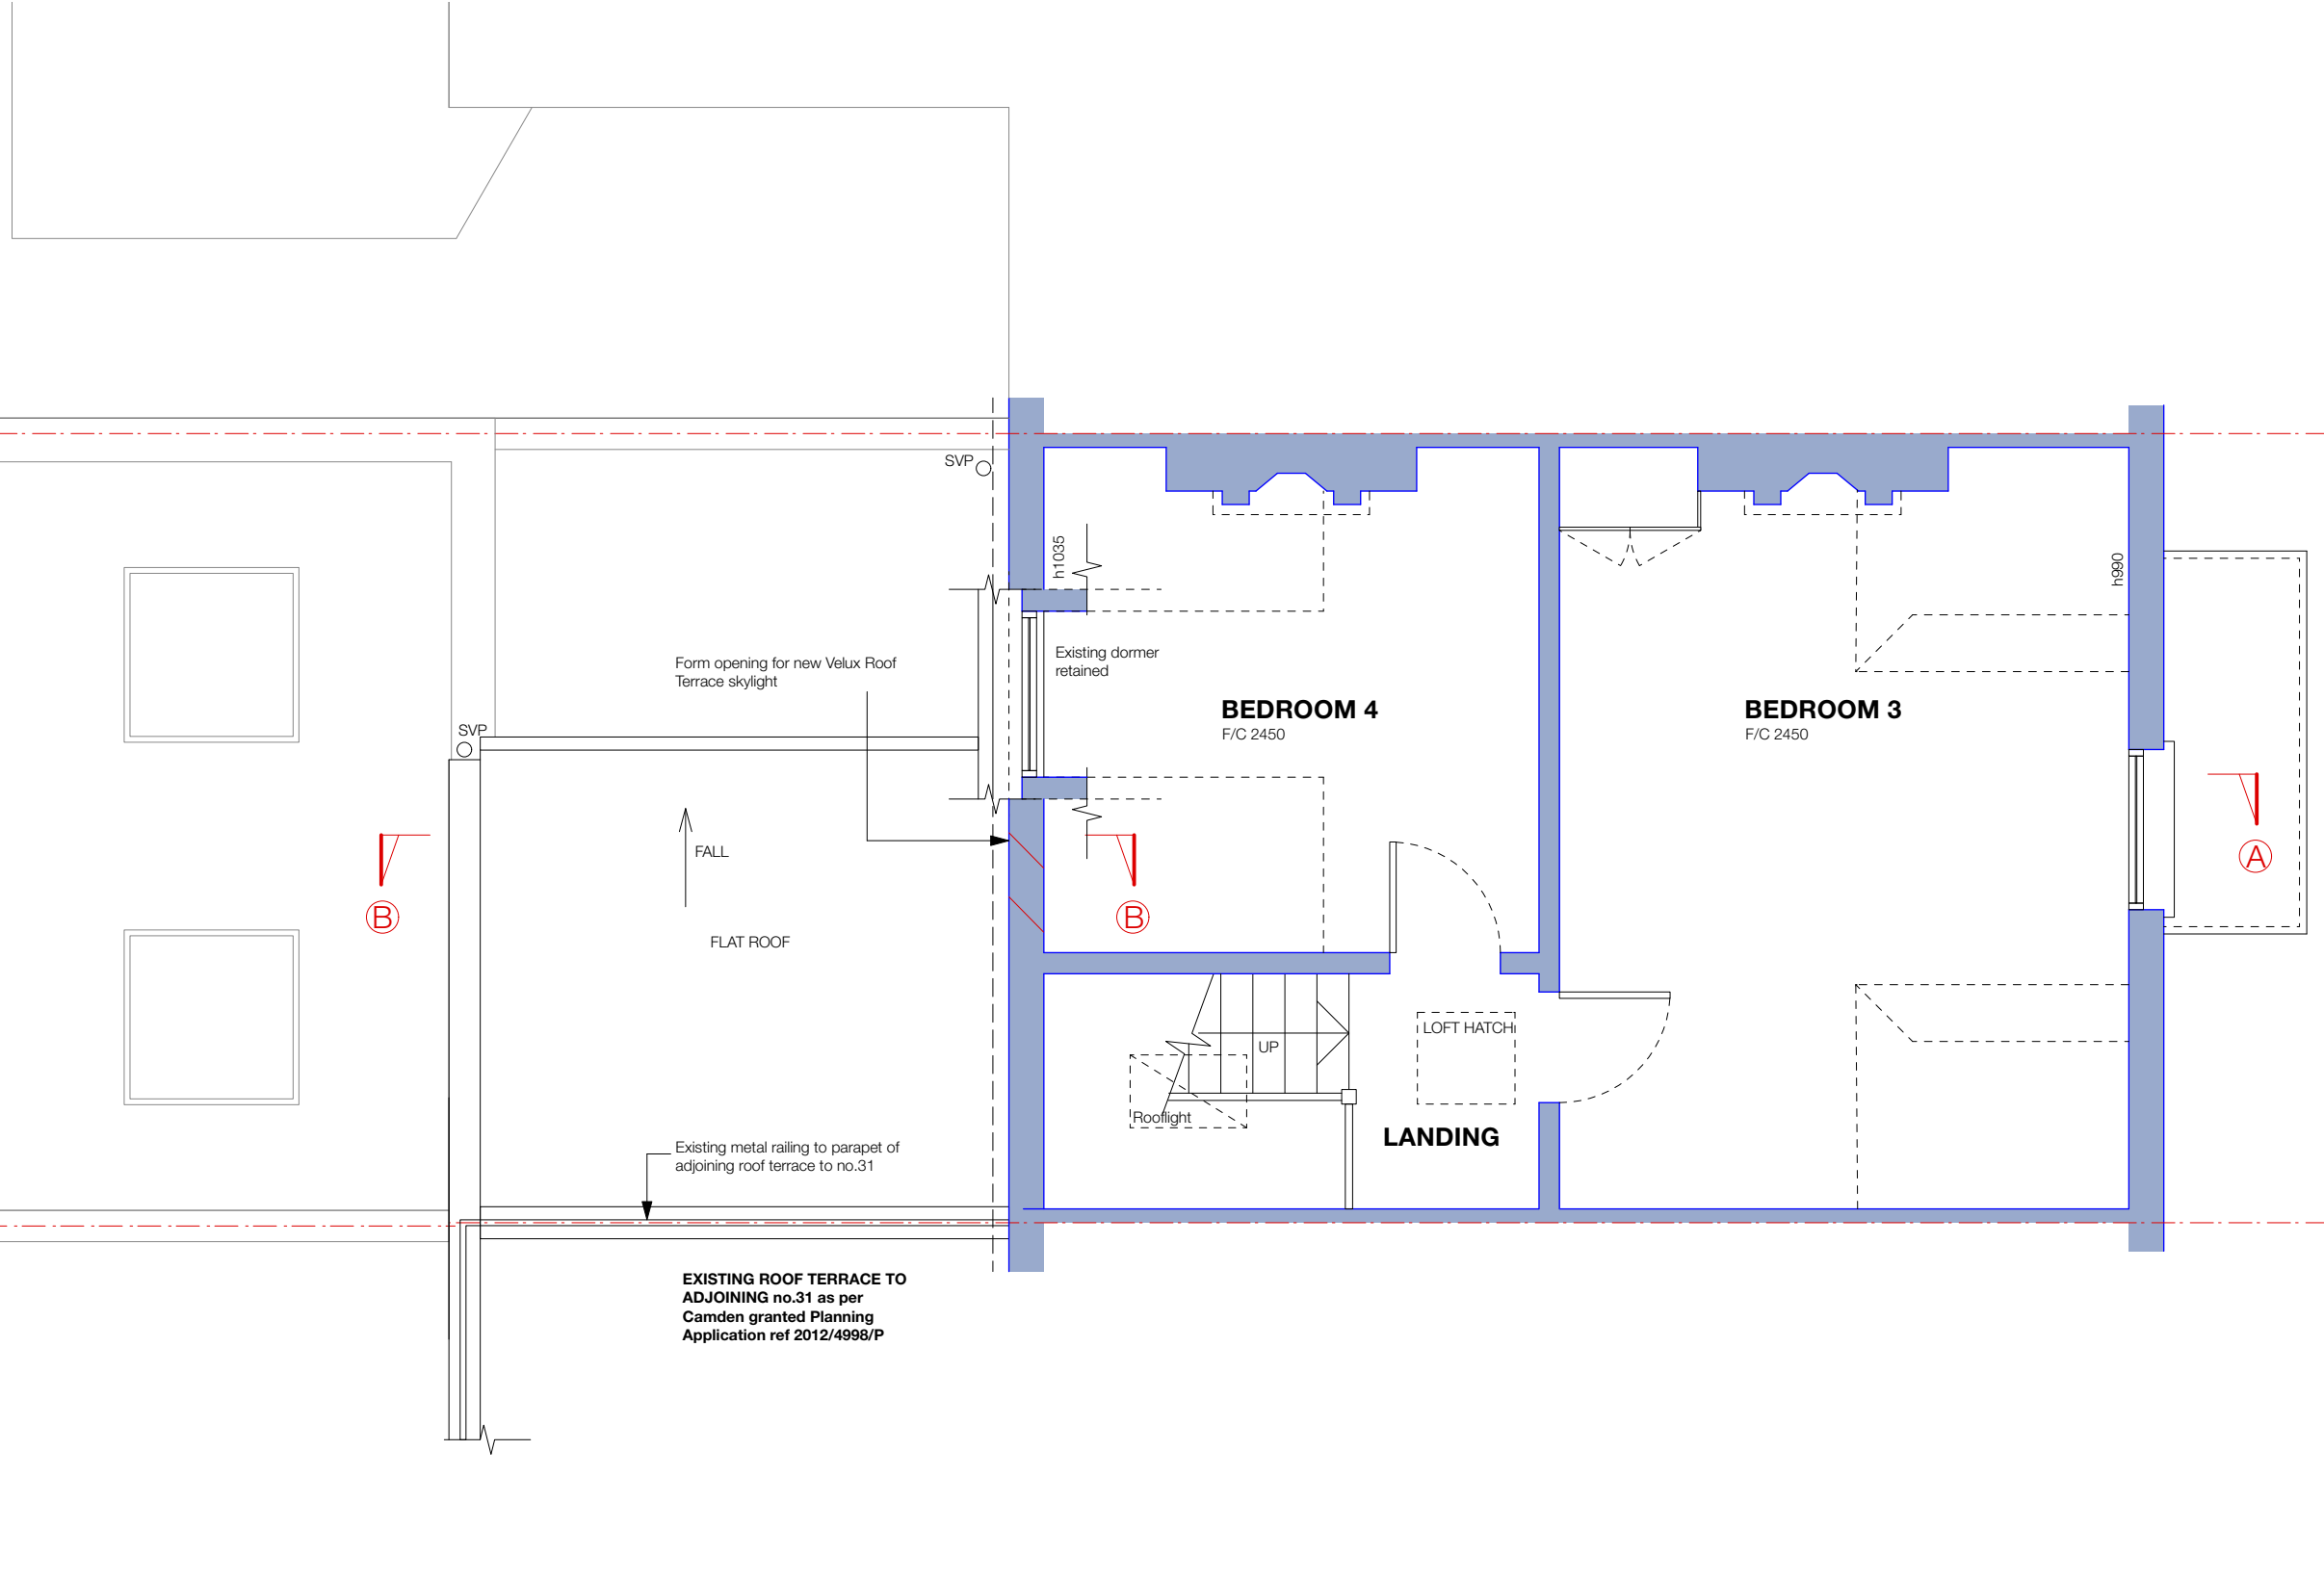 SVP
h1035
h990
Form opening for new Velux Roof
Terrace skylight
Existing dormer
retained
BEDROOM 4
F/C 2450
BEDROOM 3
F/C 2450
SVP
FALL
A
B
B
FLAT ROOF
LOFT HATCH
UP
Rooflight
LANDING
Existing metal railing to parapet of
adjoining roof terrace to no.31
EXISTING ROOF TERRACE TO
ADJOINING no.31 as per
Camden granted Planning
Application ref 2012/4998/P